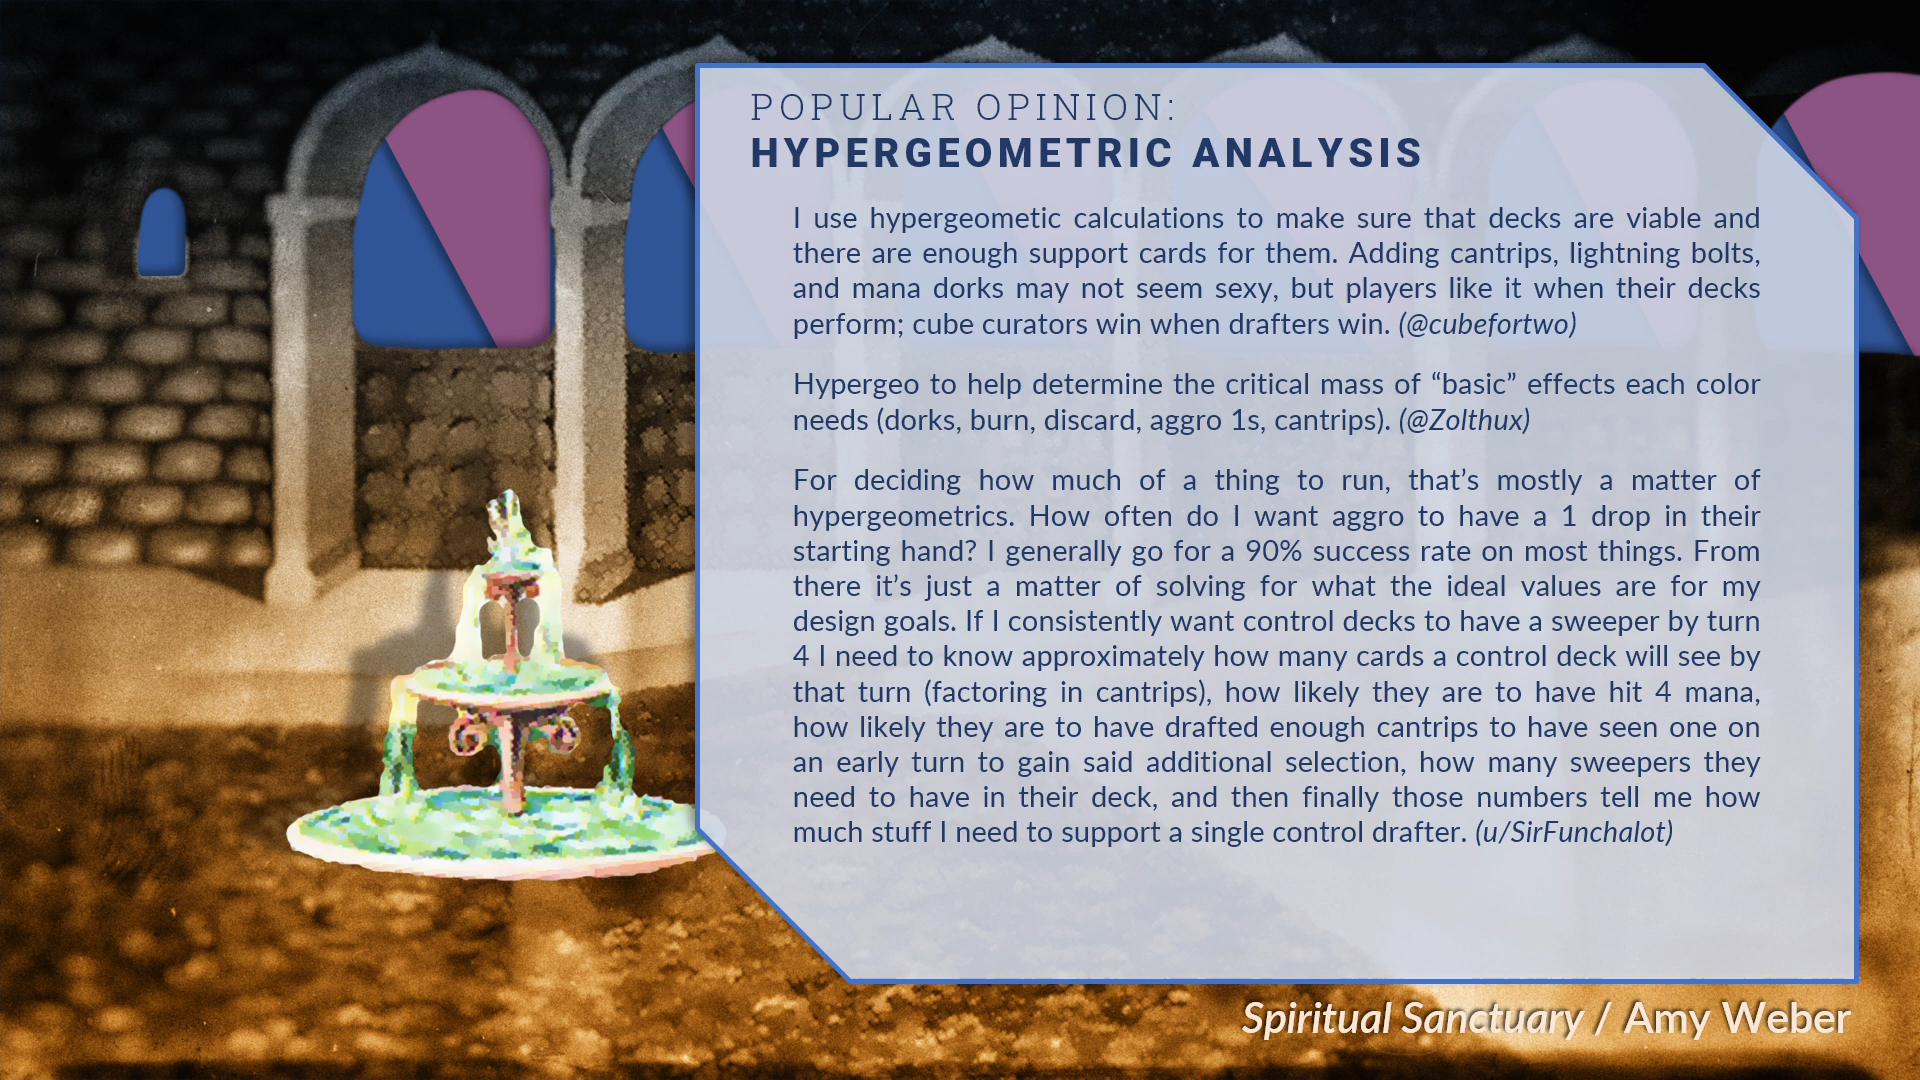 POPULAR OPINION:
HYPERGEOMETRIC ANALYSIS
I use hypergeometic calculations to make sure that decks are viable and
there are enough support cards for them. Adding cantrips, lightning bolts,
and mana dorks may not seem sexy, but players like it when their decks
perform; cube curators win when drafters win. (@cubefortwo)
Hypergeo to help determine the critical mass of “basic” effects each color
needs (dorks, burn, discard, aggro 1s, cantrips). (@Zolthux)
For deciding how much of a thing to run, that’s mostly a matter of
hypergeometrics. How often do I want aggro to have a 1 drop in their
starting hand? I generally go for a 90% success rate on most things. From
there it’s just a matter of solving for what the ideal values are for my
design goals. If I consistently want control decks to have a sweeper by turn
4 I need to know approximately how many cards a control deck will see by
that turn (factoring in cantrips), how likely they are to have hit 4 mana,
how likely they are to have drafted enough cantrips to have seen one on
an early turn to gain said additional selection, how many sweepers they
need to have in their deck, and then finally those numbers tell me how
much stuff I need to support a single control drafter. (u/SirFunchalot)
Spiritual Sanctuary / Amy Weber